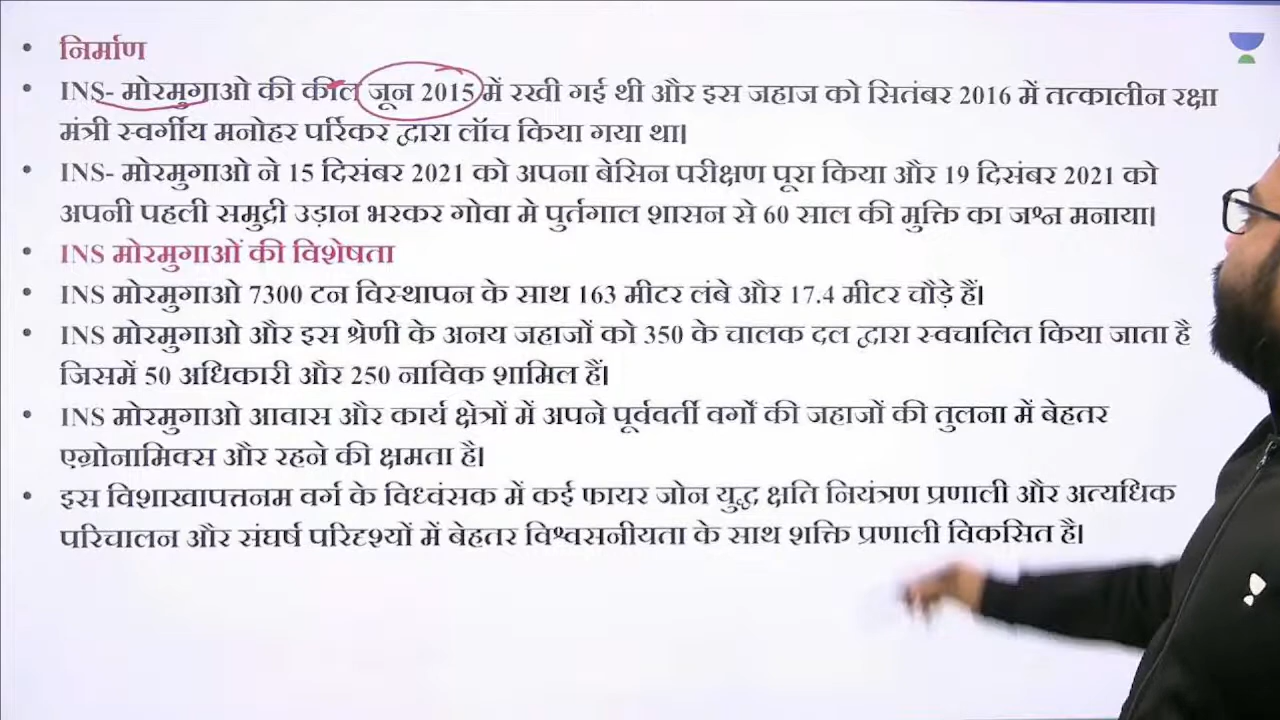 निर्माण
INS- मोरमुगाओ की कील जून 2015 में रखी गई थी और इस जहाज को सितंबर 2016 में तत्कालीन रक्षा
मंत्री स्वर्गीय मनोहर पर्रिकर द्वारा लॉच किया गया था।
INS- मोरमुगाओ ने 15 दिसंबर 2021 को अपना बेसिन परीक्षण पूरा किया और 19 दिसंबर 2021 को
अपनी पहली समुद्री उड़ान भरकर गोवा मे पुर्तगाल शासन से 60 साल की मुक्ति का जश्न मनाया।
INS मोरमुगाओं की विशेषता
INS मोरमुगाओ 7300 टन विस्थापन के साथ 163 मीटर लंबे और 17.4 मीटर चौड़े हैं।
INS मोरमुगाओ और इस श्रेणी के अनय जहाजों को 350 के चालक दल द्वारा स्वचालित किया जाता है
जिसमें 50 अधिकारी और 250 नाविक शामिल हैं।
INS मोरमुगाओ आवास और कार्य क्षेत्रों में अपने पूर्ववर्ती वर्गों की जहाजों की तुलना में बेहतर
एग्रोनामिक्स और रहने की क्षमता है।
इस विशाखापत्तनम वर्ग के विध्वंसक में कई फायर जोन युद्ध क्षति नियंत्रण प्रणाली और अत्यधिक
परिचालन और संघर्ष परिदृश्यों में बेहतर विश्वसनीयता के साथ शक्ति प्रणाली विकसित है।